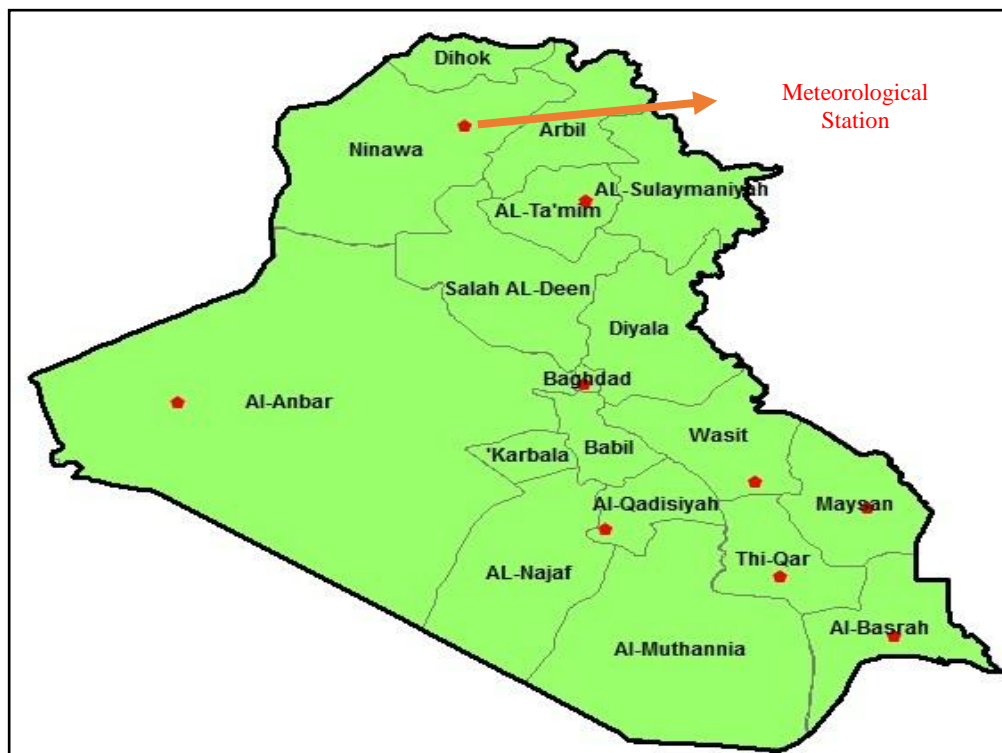 Dihok
Meteorological
Station
Arbil
Ninawa
AL-Sulaymaniyah
AL-Ta'mim
Salah AL-Deen
Diyala
Baghdad
Al-Anbar
Wasit
Babil
'Karbala
Al-Qadisiyah
Maysan
Thi-Qar
AL-Najaf
Al-Basrah
Al-Muthannia